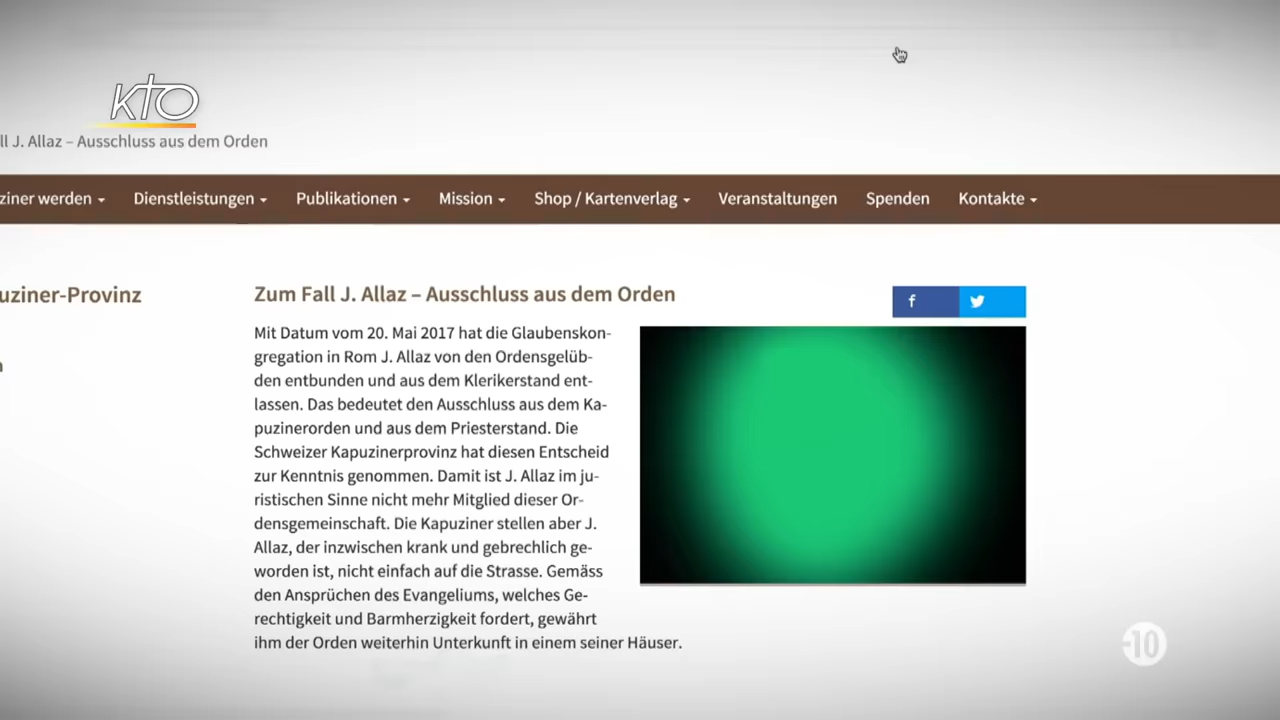 kto
ll J. Allaz – Ausschluss aus dem Orden
ziner werden Dienstleistungen Publikationen Mission Shop / Kartenverlag Veranstaltungen Spenden Kontakte
uziner-Provinz
Zum Fall J. Allaz – Ausschluss aus dem Orden
Mit Datum vom 20. Mai 2017 hat die Glaubenskon-
gregation in Rom J. Allaz von den Ordensgelüb-
den entbunden und aus dem Klerikerstand ent-
lassen. Das bedeutet den Ausschluss aus dem Ka-
puzinerorden und aus dem Priesterstand. Die
Schweizer Kapuzinerprovinz hat diesen Entscheid
zur Kenntnis genommen. Damit ist J. Allaz im ju-
ristischen Sinne nicht mehr Mitglied dieser Or-
densgemeinschaft. Die Kapuziner stellen aber J.
Allaz, der inzwischen krank und gebrechlich ge-
worden ist, nicht einfach auf die Strasse. Gemäss
den Ansprüchen des Evangeliums, welches Ge-
rechtigkeit und Barmherzigkeit fordert, gewährt
ihm der Orden weiterhin Unterkunft in einem seiner Häuser.
-10